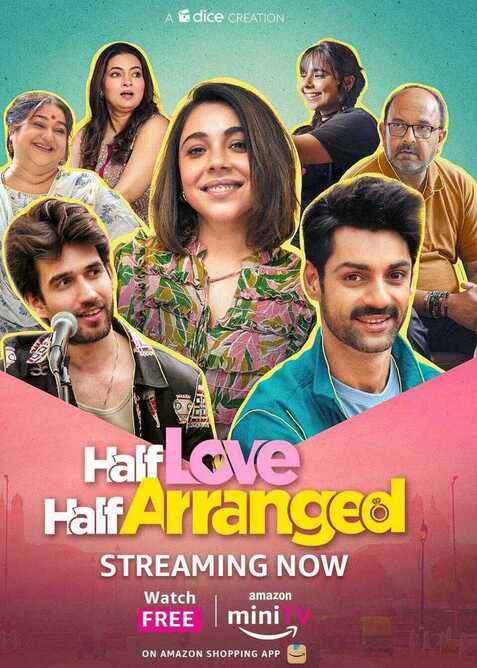 A dice CREATION
Half Love
Half Arranged
STREAMING NOW
Watch
FREE
amazon
miniTV
ON AMAZON SHOPPING APP